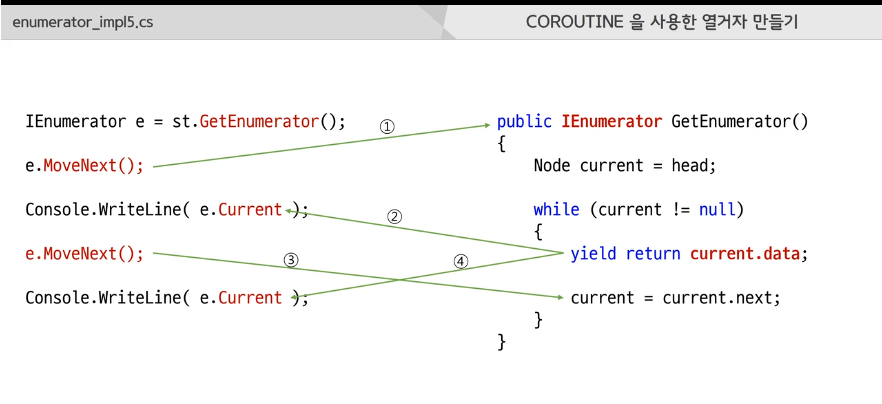 enumerator_impl5.cs
COROUTINE 을 사용한 열거자 만들기
IEnumerator e = st.GetEnumerator();
e.MoveNext();
Console.WriteLine( e.Current );
e.MoveNext();
Console.WriteLine( e.Current );
①
②
③
④
public IEnumerator GetEnumerator()
{
Node current = head;
while (current != null)
{
yield return current.data;
current = current.next;
}
}